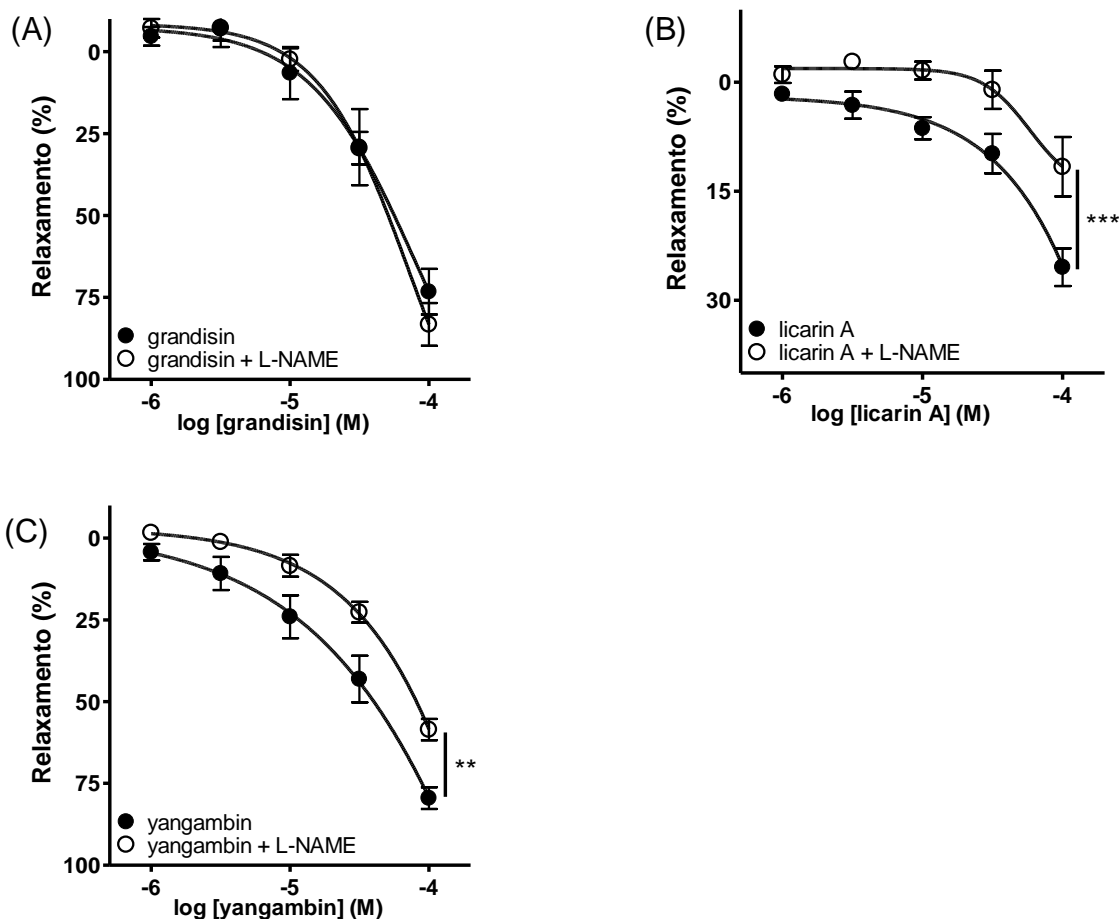 (A)
Relaxamento (%)
0
25
50
75
100
grandisin
grandisin + L-NAME
-6
-5
-4
log [grandisin] (M)
(B)
Relaxamento (%)
0
15
30
***
licarin A
licarin A + L-NAME
-6
-5
-4
log [licarin A] (M)
(C)
Relaxamento (%)
0
25
50
75
100
**
yangambin
yangambin + L-NAME
-6
-5
-4
log [yangambin] (M)